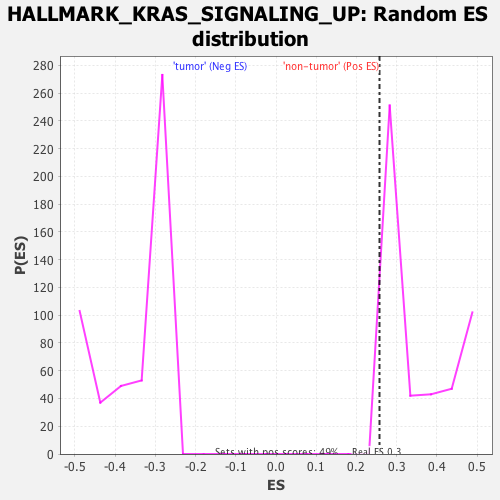 HALLMARK_KRAS_SIGNALING_UP: Random ES
distribution
'tumor' (Neg ES)
'non-tumor' (Pos ES)
280
260
240
220
200
180
160
140
120
100
80
60
40
20
0
P(ES)
Sets with pos scores: 49%
Real ES 0.3
-0.5 -0.4 -0.3 -0.2 -0.1 0.0 0.1 0.2 0.3 0.4 0.5
ES